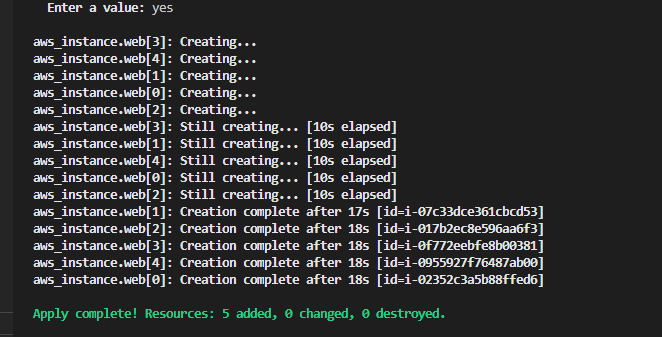 Enter a value: yes
aws_instance.web[3]: Creating...
aws_instance.web[4]: Creating...
aws_instance.web[1]: Creating...
aws_instance.web[0]: Creating...
aws_instance.web[2]: Creating...
aws_instance.web[3]: Still creating... [10s elapsed]
aws_instance.web[1]: Still creating... [10s elapsed]
aws_instance.web[4]: Still creating... [10s elapsed]
aws_instance.web[0]: Still creating... [10s elapsed]
aws_instance.web[2]: Still creating... [10s elapsed]
aws_instance.web[1]: Creation complete after 17s [id=i-07c33dce361cbcd53]
aws_instance.web[2]: Creation complete after 18s [id=i-017b2ec8e596aa6f3]
aws_instance.web[3]: Creation complete after 18s [id=i-0f772eebfe8b00381]
aws_instance.web[4]: Creation complete after 18s [id=i-0955927f76487ab00]
aws_instance.web[0]: Creation complete after 18s [id=i-02352c3a5b88ffed6]
Apply complete! Resources: 5 added, 0 changed, 0 destroyed.